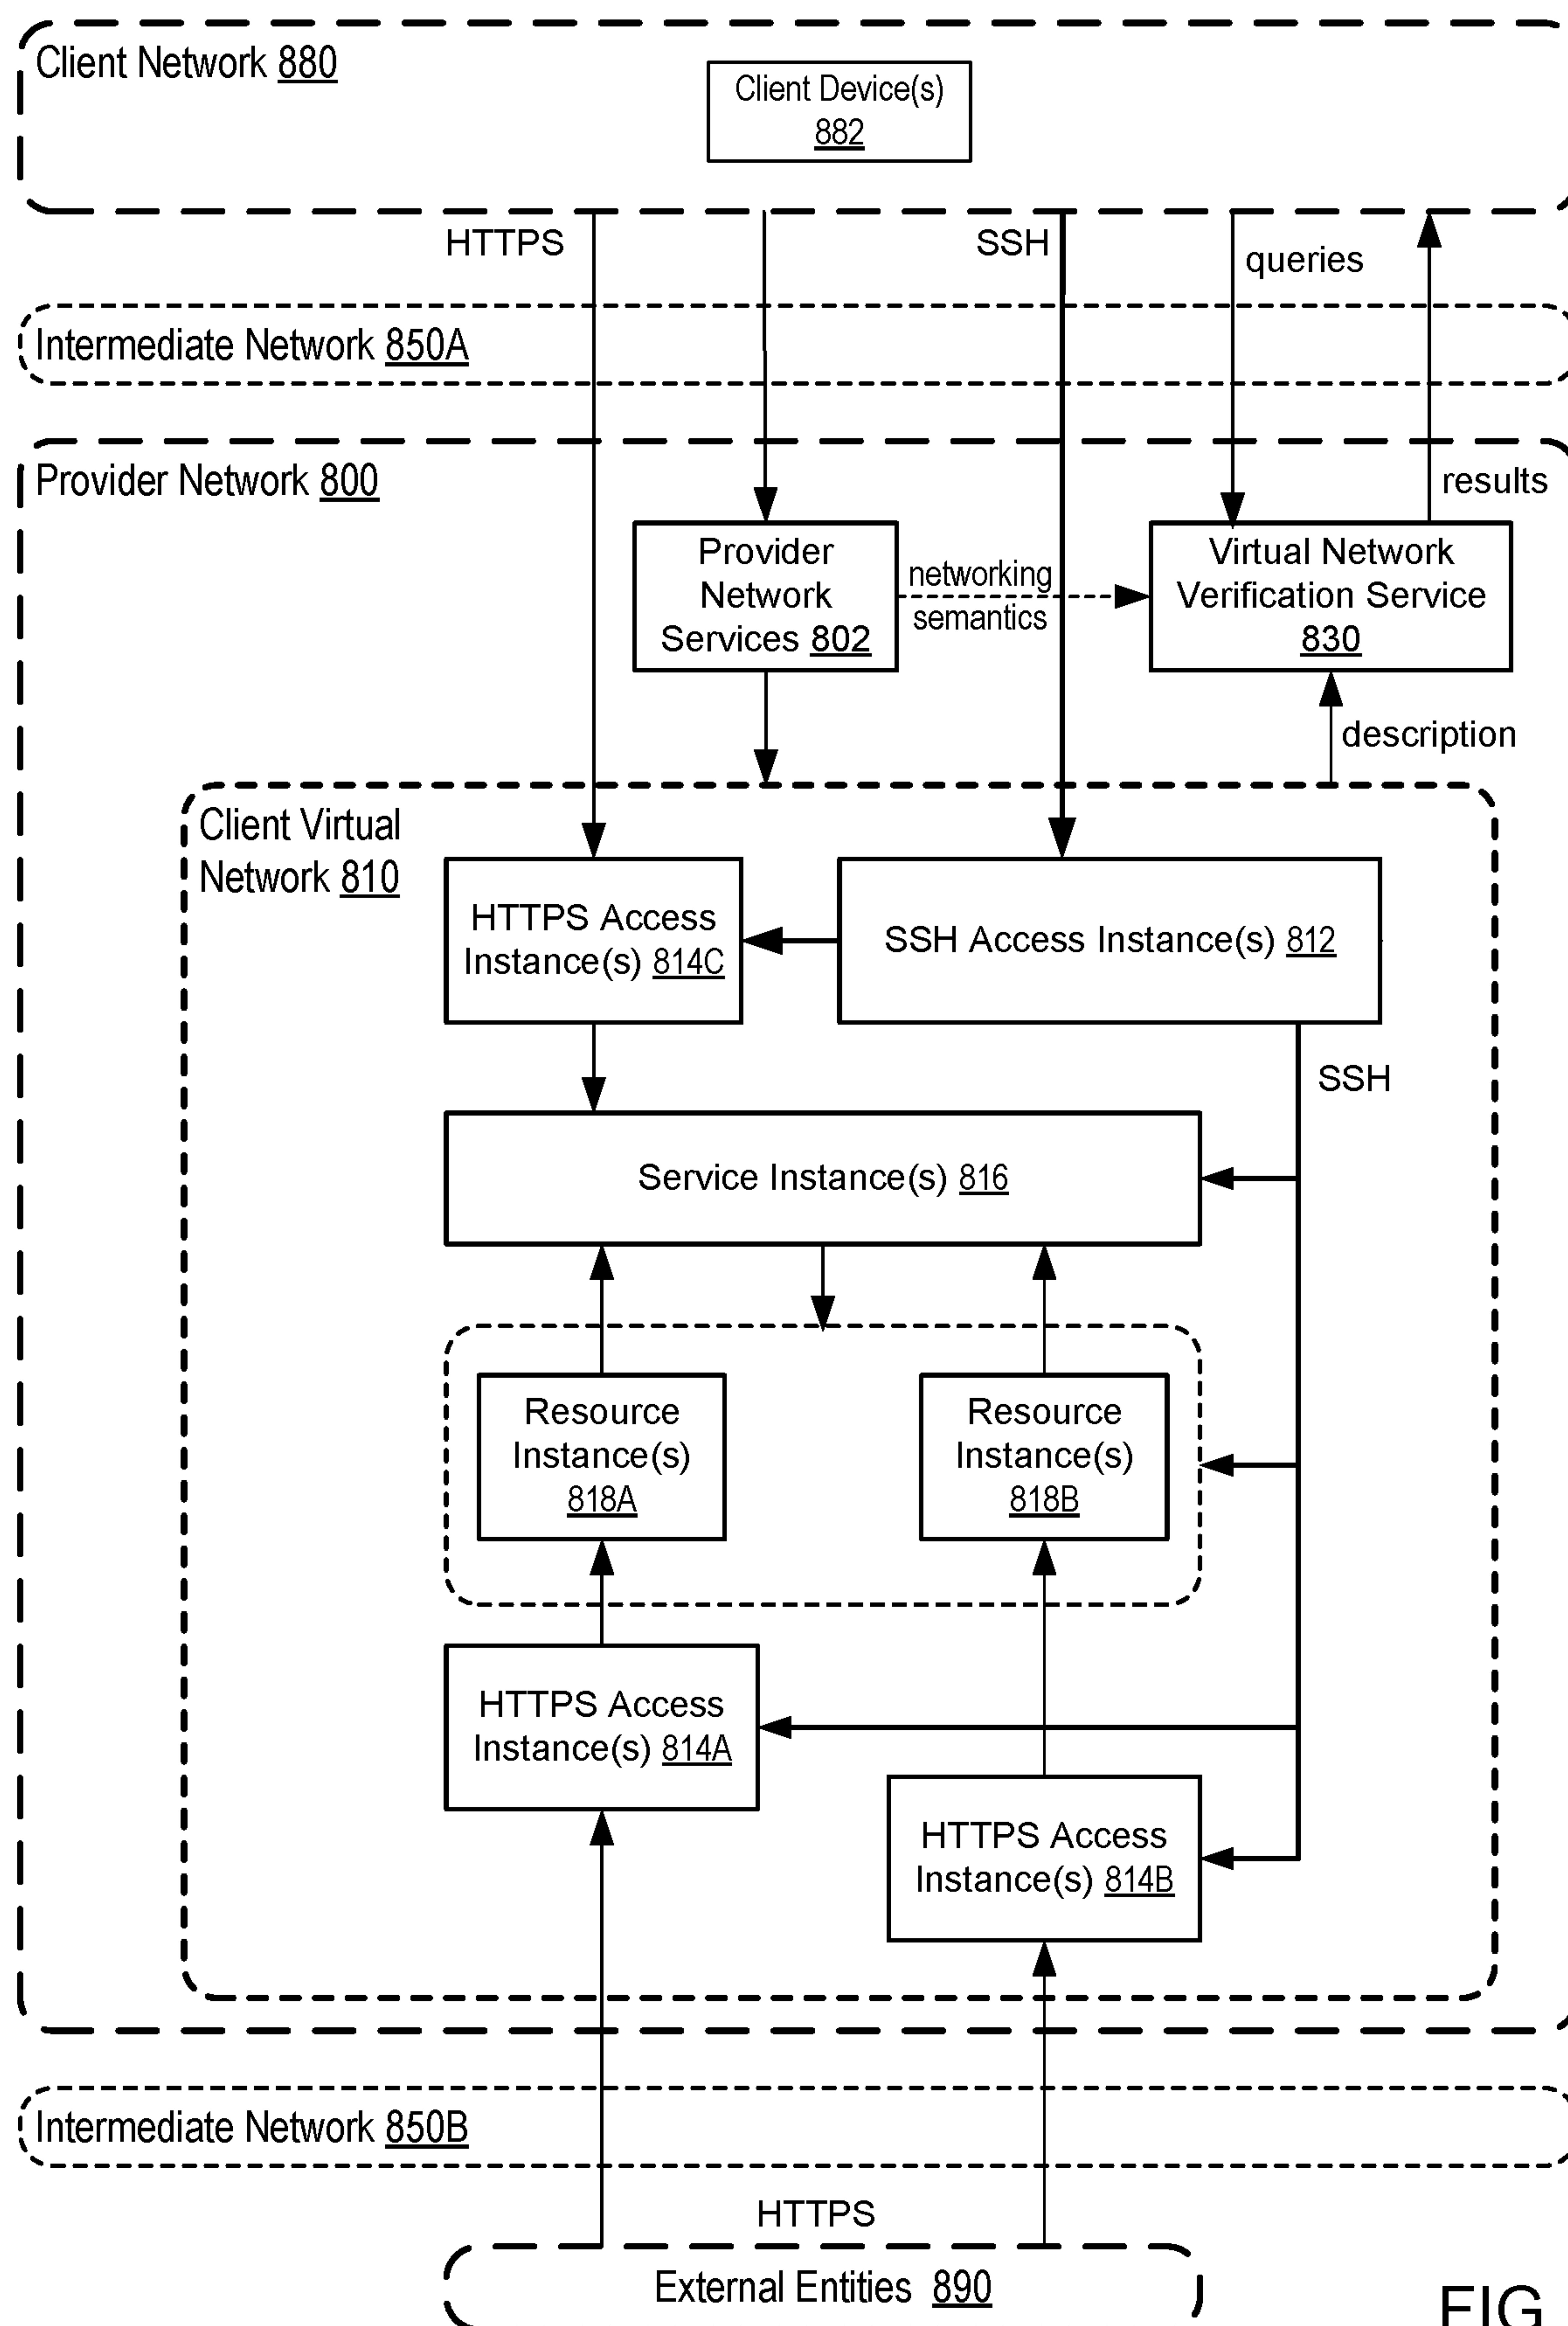 Client Network 880
Client Device(s)
882
HTTPS
SSH
queries
Intermediate Network 850A
Provider Network 800
results
Provider
Network
Services 802
networking
semantics
Virtual Network
Verification Service
830
description
Client Virtual
Network 810
HTTPS Access
Instance(s) 814C
SSH Access Instance(s) 812
SSH
Service Instance(s) 816
Resource
Instance(s)
818A
Resource
Instance(s)
818B
HTTPS Access
Instance(s) 814A
HTTPS Access
Instance(s) 814B
Intermediate Network 850B
HTTPS
External Entities 890
FIG